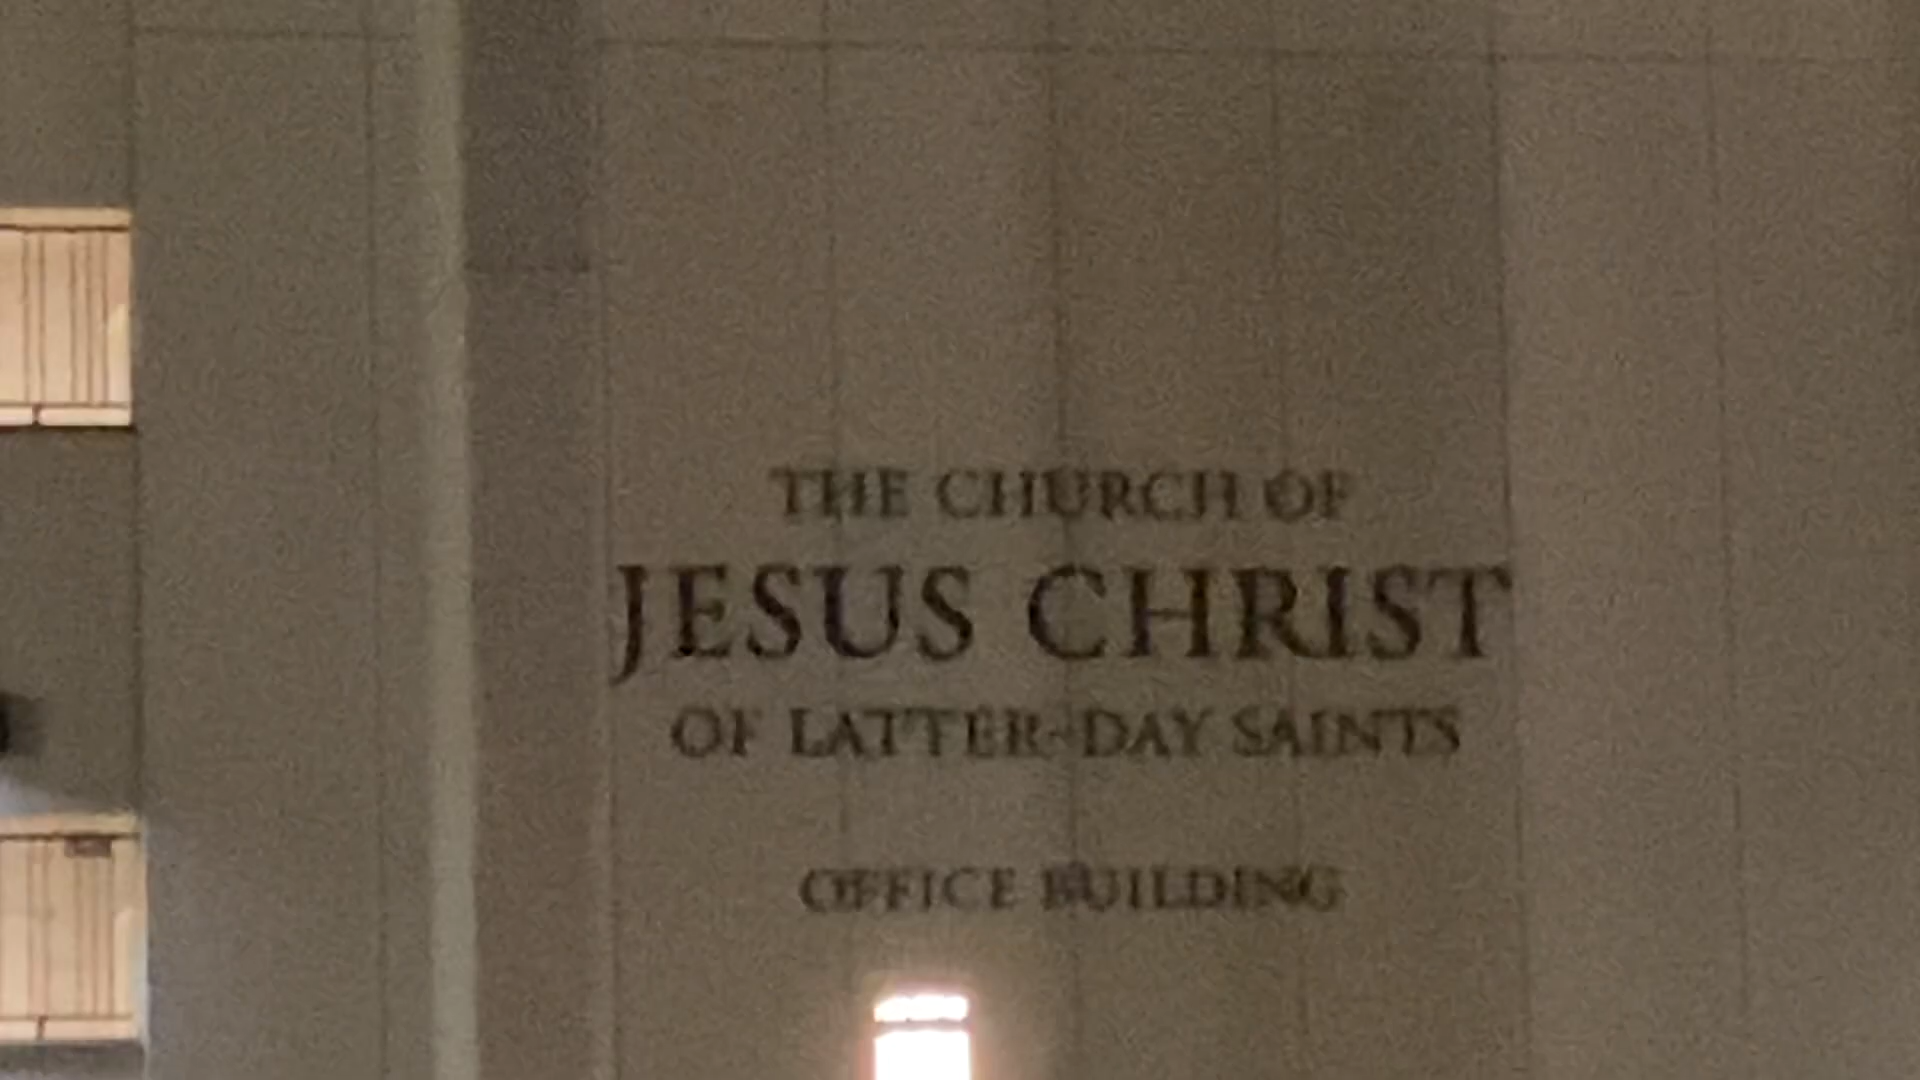 THE CHURCH OF
JESUS CHRIST
OF LATTER-DAY SAINTS
OFFICE BUILDING